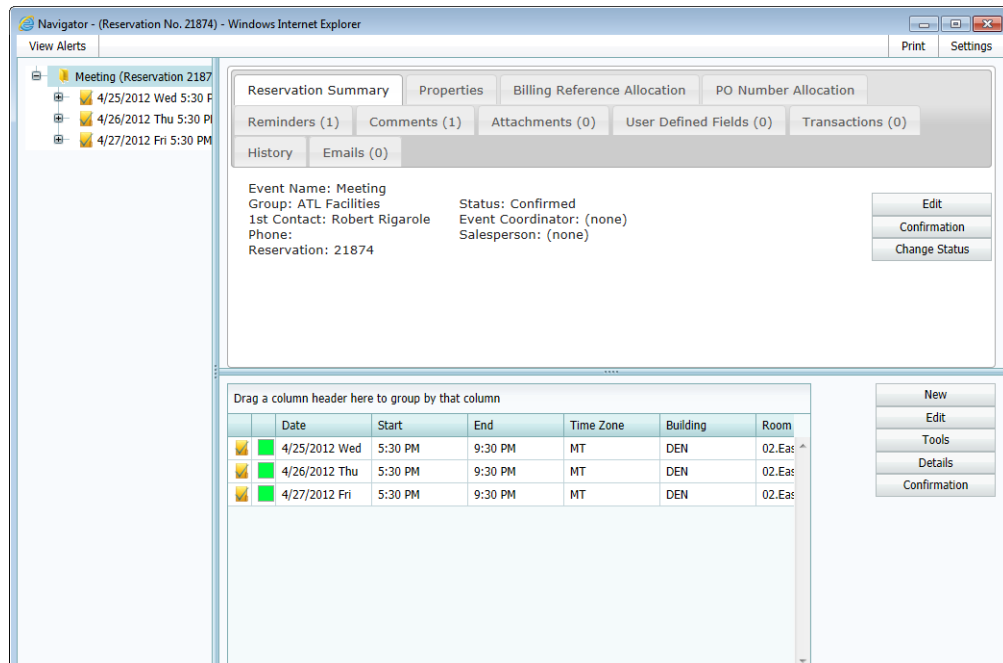 Navigator - (Reservation No. 21874) - Windows Internet Explorer
View Alerts Print Settings
Meeting (Reservation 2187
4/25/2012 Wed 5:30 P
4/26/2012 Thu 5:30 PI
4/27/2012 Fri 5:30 PM
Reservation Summary Properties Billing Reference Allocation PO Number Allocation
Reminders (1) Comments (1) Attachments (0) User Defined Fields (0) Transactions (0)
History Emails (0)
Event Name: Meeting
Group: ATL Facilities Status: Confirmed
1st Contact: Robert Rigarole Event Coordinator: (none)
Phone: Salesperson: (none)
Reservation: 21874
Edit
Confirmation
Change Status
Drag a column header here to group by that column
Date Start End Time Zone Building Room
4/25/2012 Wed 5:30 PM 9:30 PM MT DEN 02.Eas
4/26/2012 Thu 5:30 PM 9:30 PM MT DEN 02.Eas
4/27/2012 Fri 5:30 PM 9:30 PM MT DEN 02.Eas
New
Edit
Tools
Details
Confirmation